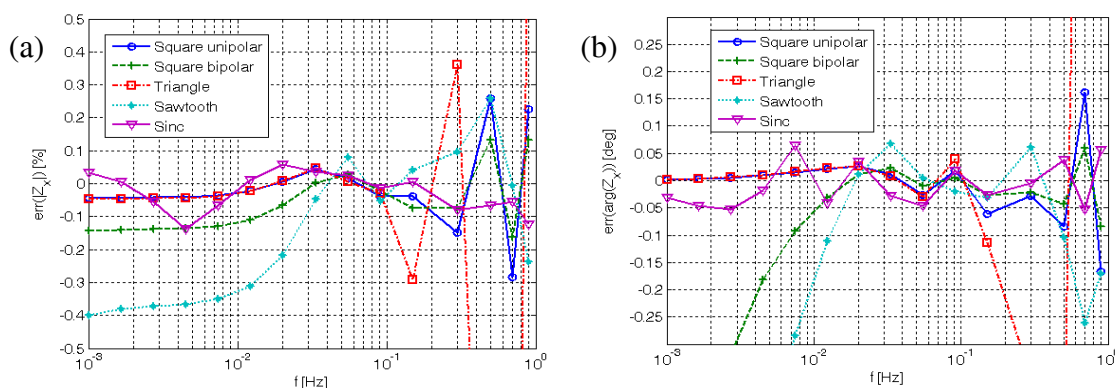 (a)
err(|Z_x|) [%]
0.5
0.4
0.3
0.2
0.1
0
-0.1
-0.2
-0.3
-0.4
-0.5
Square unipolar
Square bipolar
Triangle
Sawtooth
Sinc
10^-3
10^-2
10^-1
10^0
f [Hz]
(b)
err(arg(Z_x)) [deg]
0.25
0.2
0.15
0.1
0.05
0
-0.05
-0.1
-0.15
-0.2
-0.25
Square unipolar
Square bipolar
Triangle
Sawtooth
Sinc
10^-3
10^-2
10^-1
10^0
f [Hz]